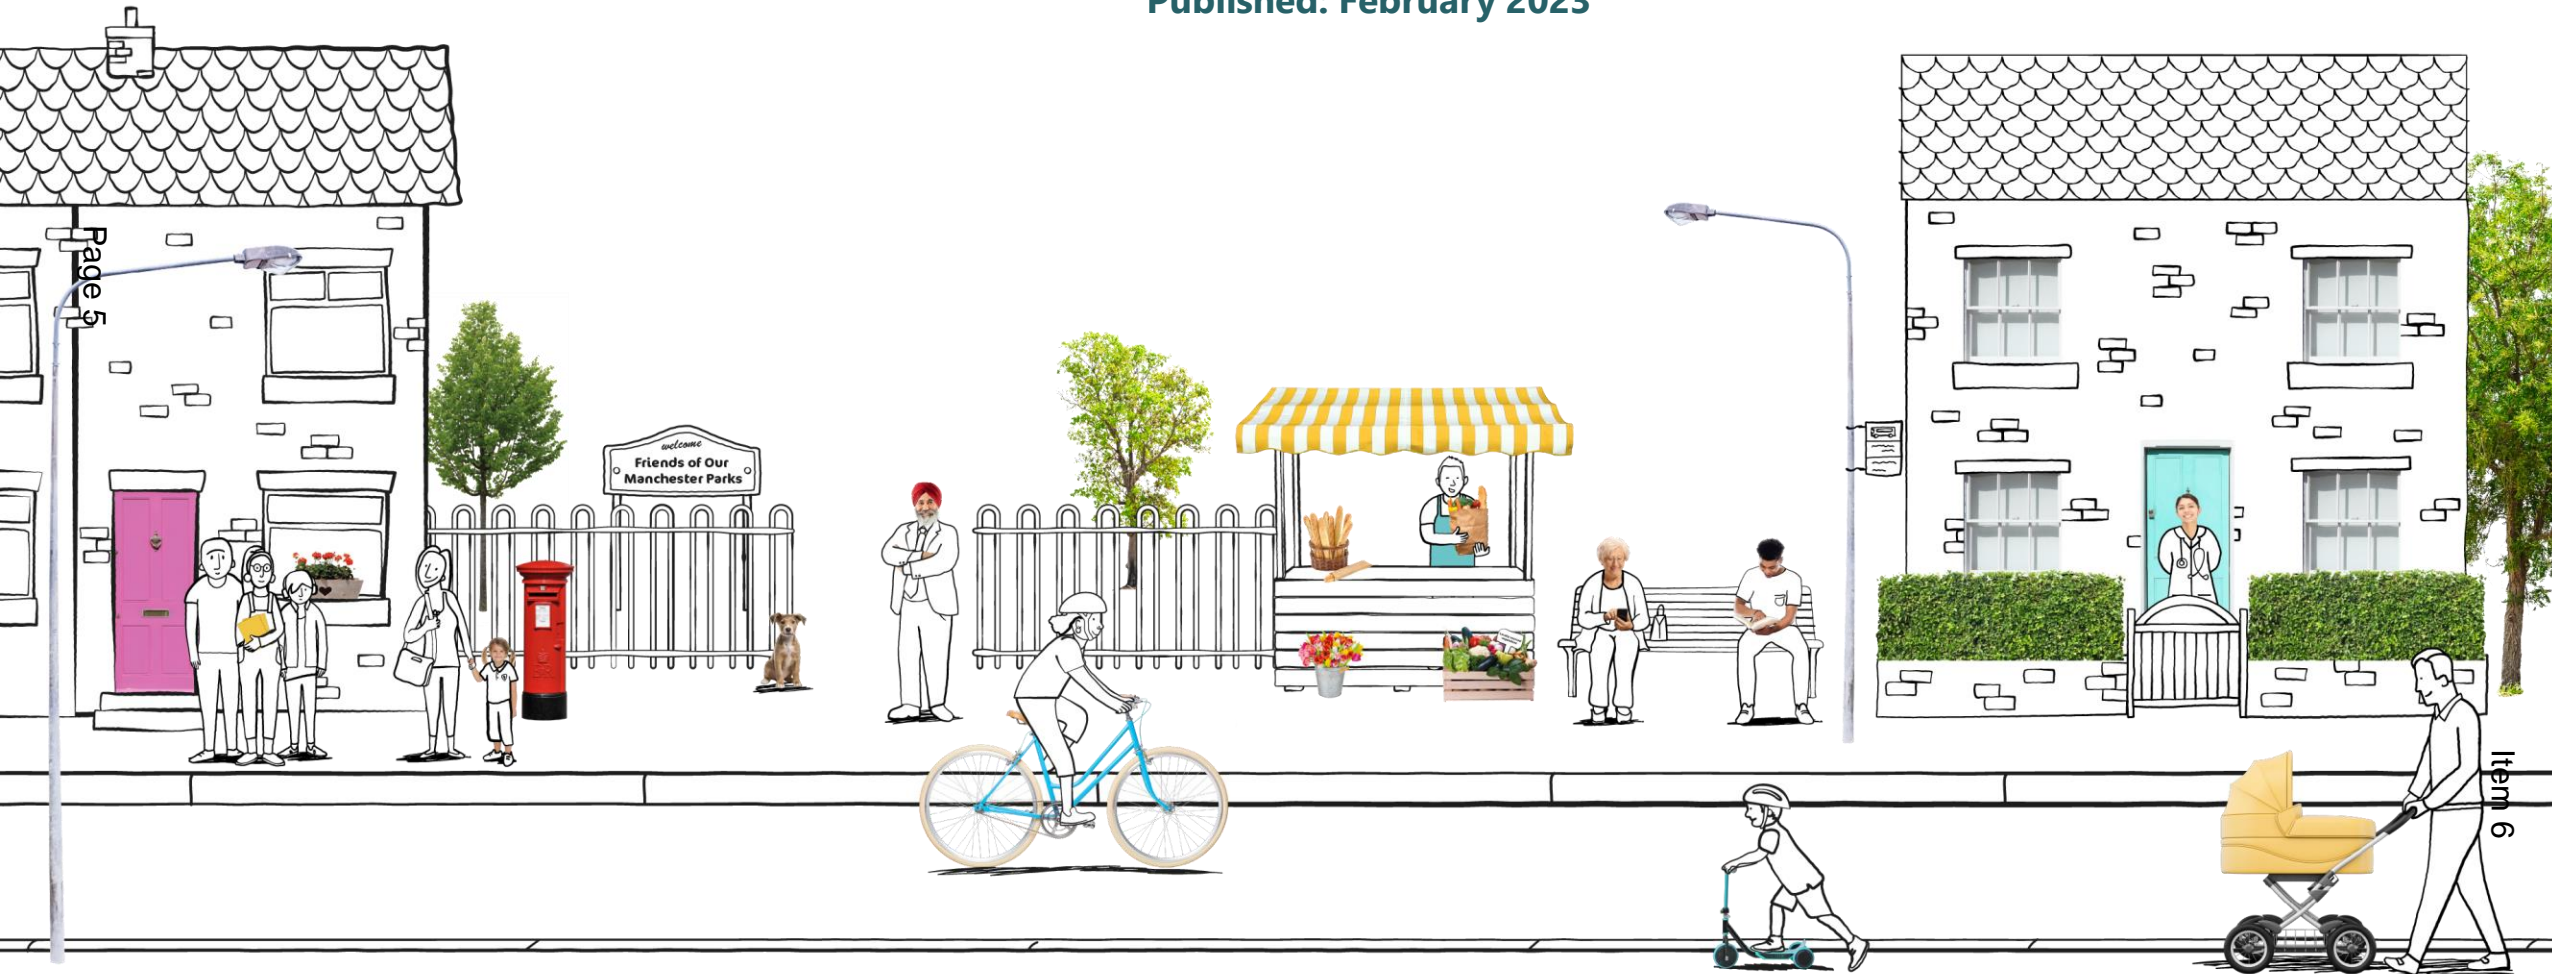 Published: February 2023
Page 5
welcome
Friends of Our
Manchester Parks
Item 6